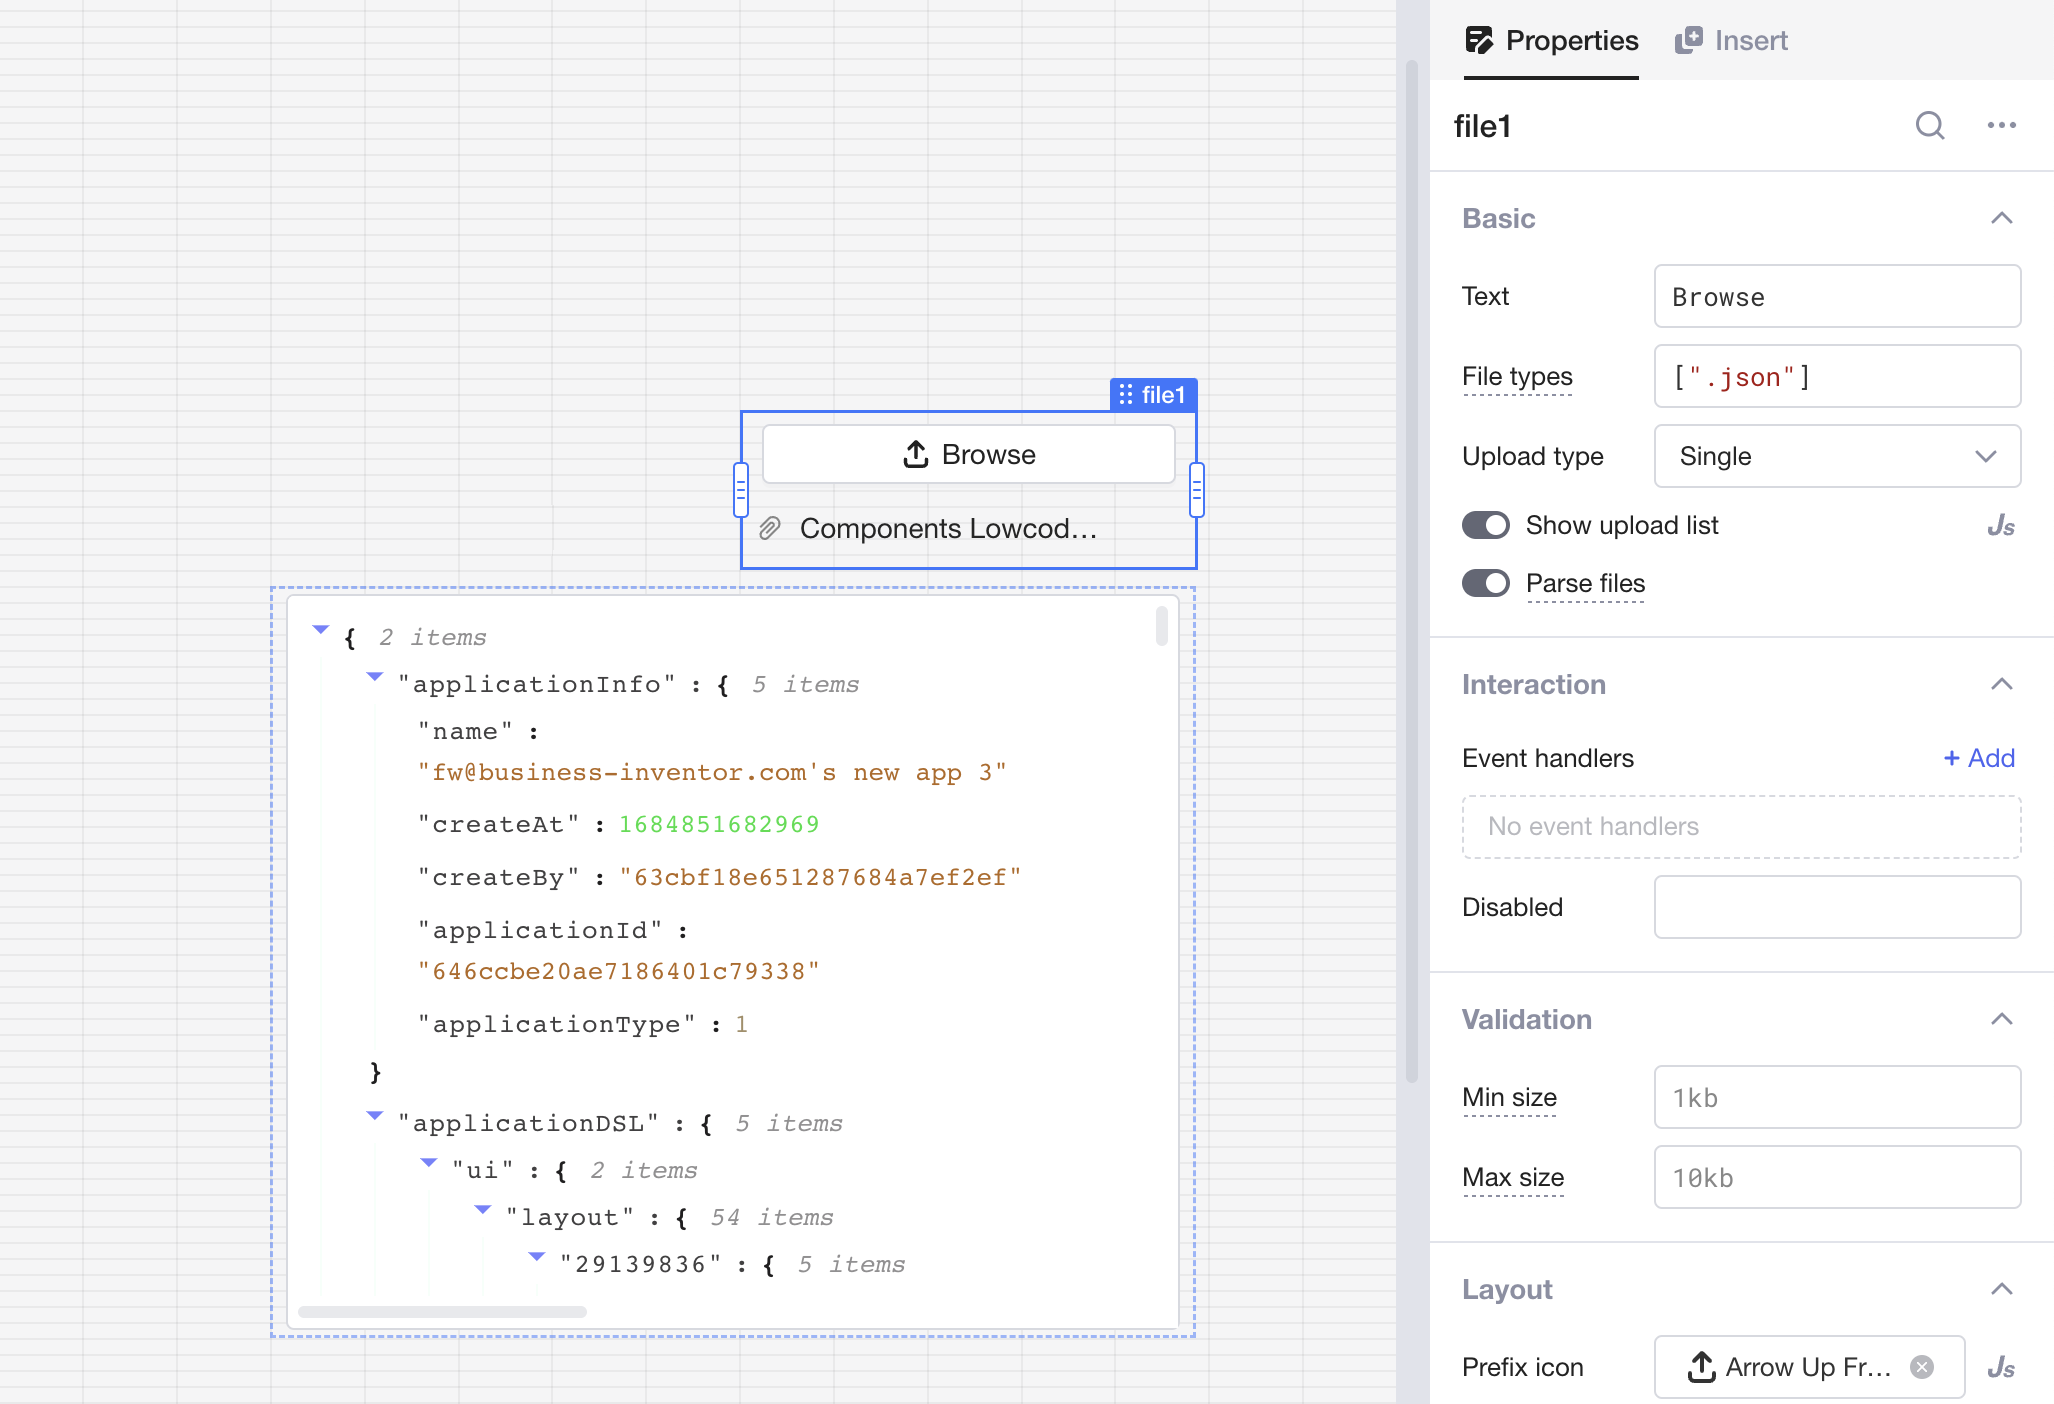 Properties
Insert
file1
Basic
Text
Browse
File types
[".json"]
Upload type
Single
Show upload list
Js
Parse files
Interaction
Event handlers
+ Add
No event handlers
Disabled
Validation
Min size
1kb
Max size
10kb
Layout
Prefix icon
Arrow Up Fr...
Js
file1
Browse
Components Lowcod...
{ 2 items
"applicationInfo" : { 5 items
"name" :
"fw@business-inventor.com's new app 3"
"createAt" : 1684851682969
"createBy" : "63cbf18e651287684a7ef2ef"
"applicationId" :
"646ccbe20ae7186401c79338"
"applicationType" : 1
}
"applicationDSL" : { 5 items
"ui" : { 2 items
"layout" : { 54 items
"29139836" : { 5 items